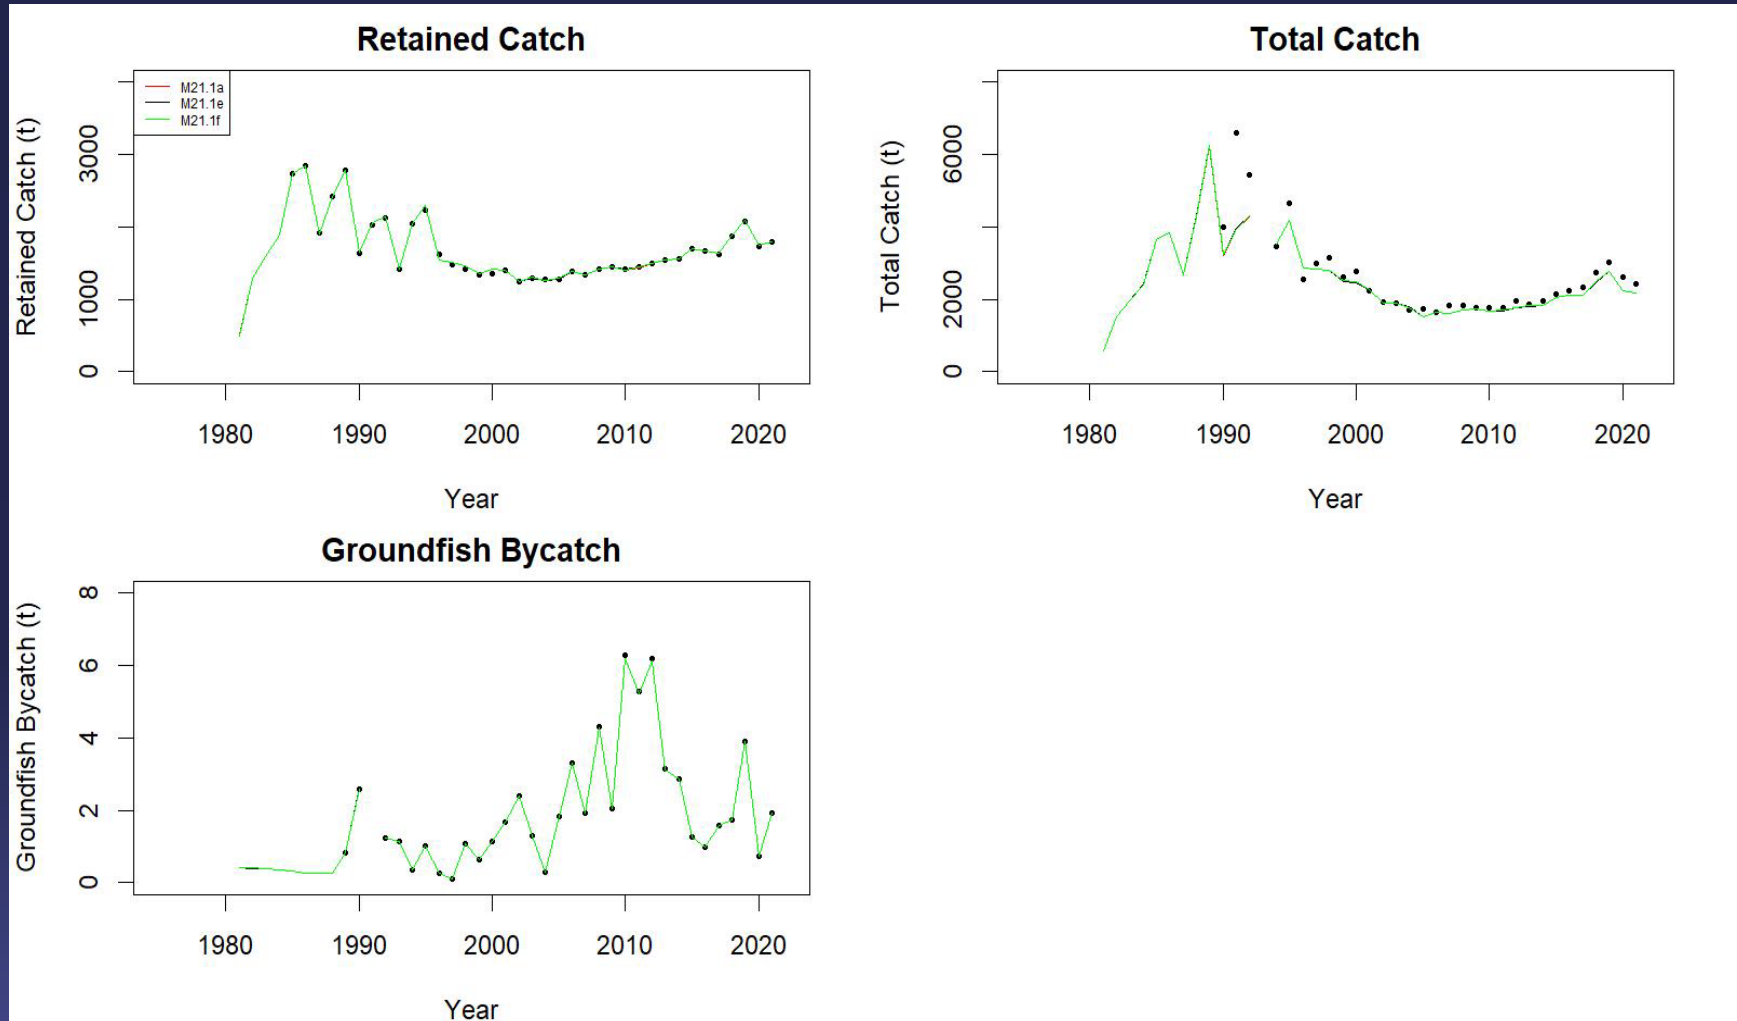 Retained Catch
Retained Catch (t)
3000
1000
0
M21.1a
M21.1e
M21.1f
1980 1990 2000 2010 2020
Year
Total Catch
Total Catch (t)
6000
2000
0
1980 1990 2000 2010 2020
Year
Groundfish Bycatch
Groundfish Bycatch (t)
8
6
4
2
0
1980 1990 2000 2010 2020
Year